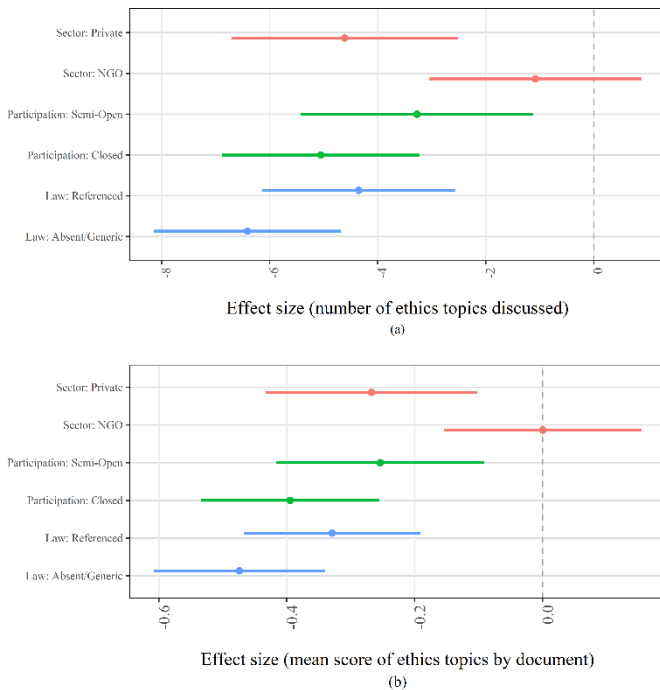 Sector: Private
Sector: NGO
Participation: Semi-Open
Participation: Closed
Law: Referenced
Law: Absent/Generic
-8
-6
-4
-2
0
Effect size (number of ethics topics discussed)
(a)
Sector: Private
Sector: NGO
Participation: Semi-Open
Participation: Closed
Law: Referenced
Law: Absent/Generic
-0.6
-0.4
-0.2
0.0
Effect size (mean score of ethics topics by document)
(b)